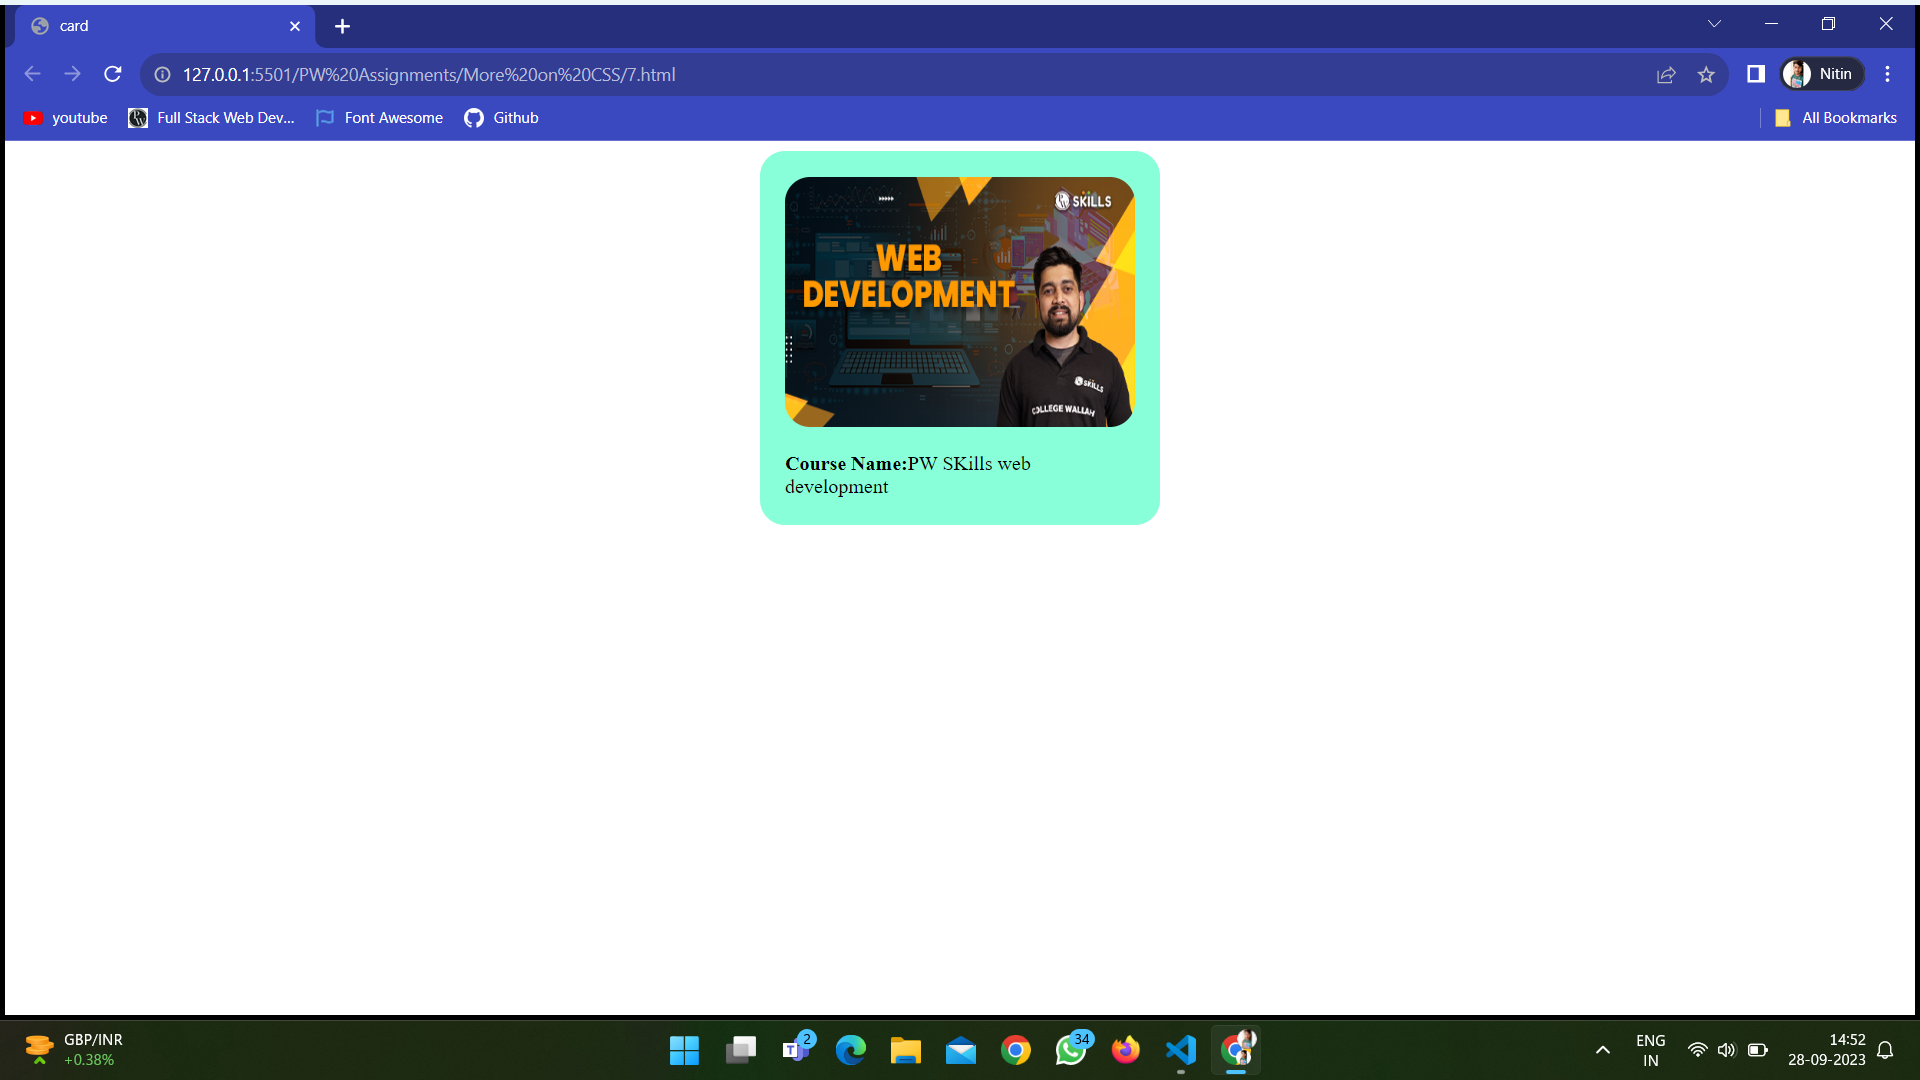 card
127.0.0.1:5501/PW%20Assignments/More%20on%20CSS/7.html
Nitin
youtube
Full Stack Web Dev...
Font Awesome
Github
All Bookmarks
SKILLS
WEB
DEVELOPMENT
SKILLS
COLLEGE WALLAH
Course Name:PW SKills web
development
GBP/INR
+0.38%
2
34
ENG
IN
14:52
28-09-2023